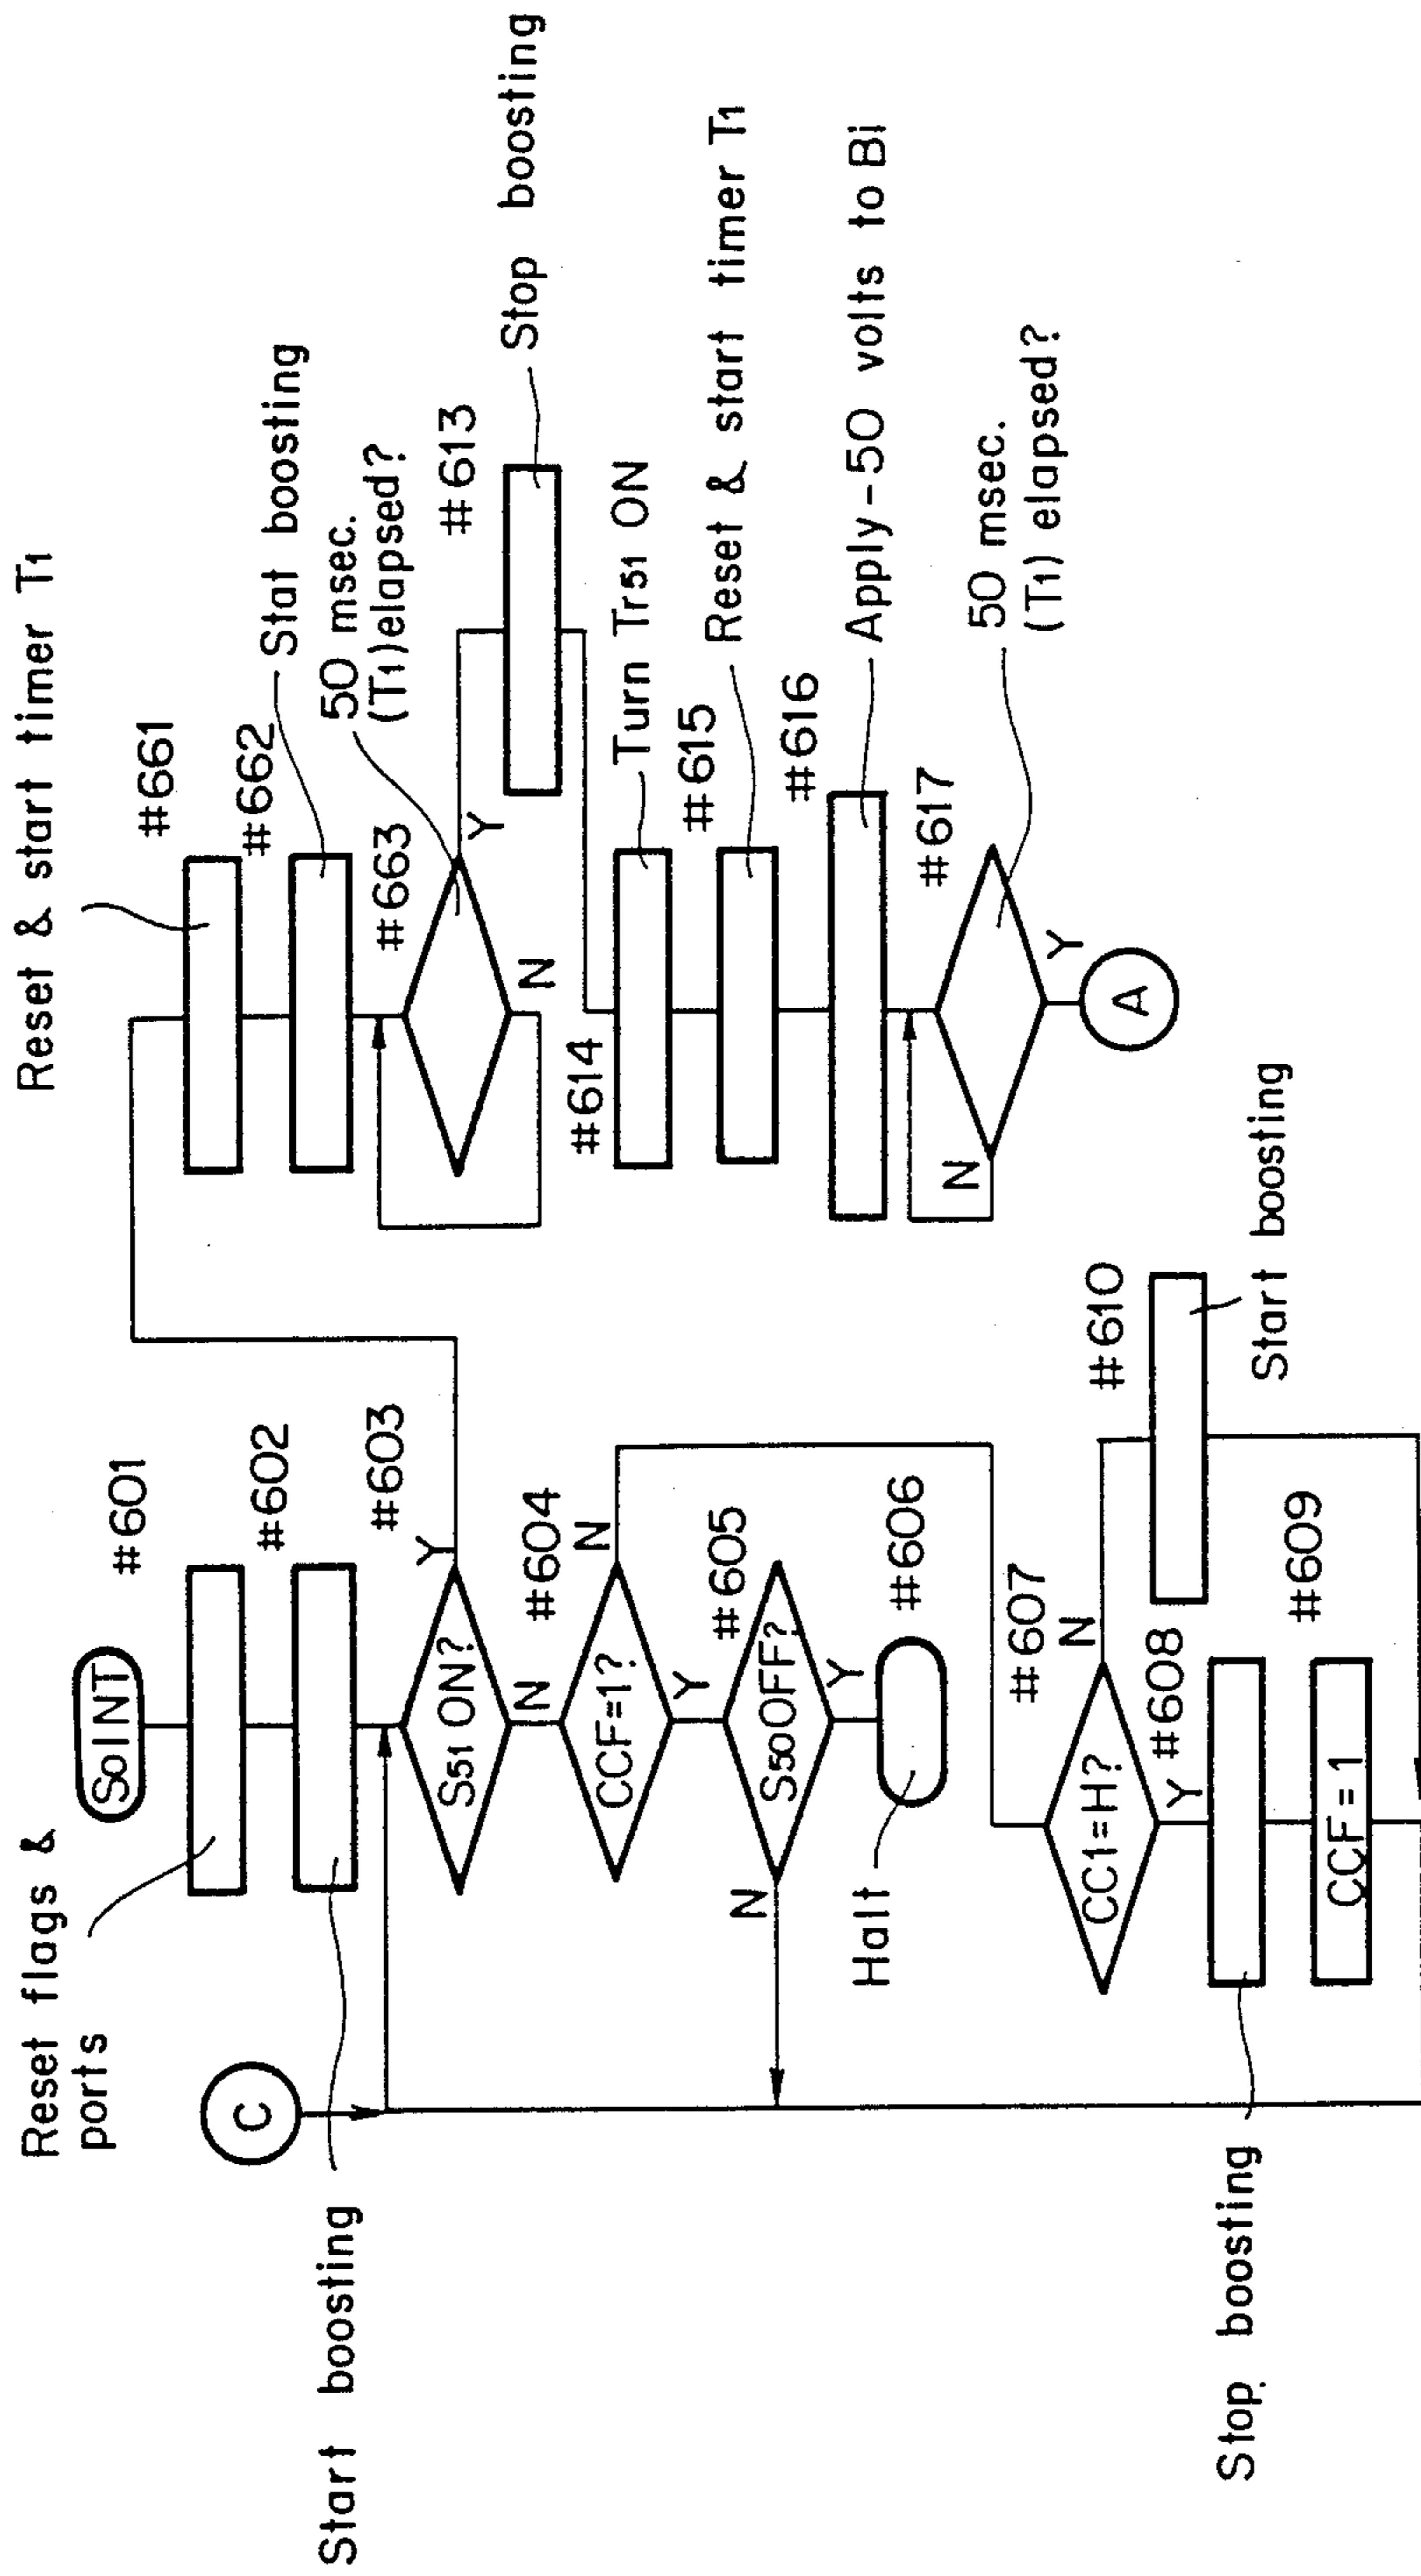 Reset flags &
ports
SoINT
#601
C
Start boosting
#602
#603
S51 ON?
Y
N
#604
CCF=1?
N
Y
#605
S50OFF?
N
Y
#606
Halt
#607
CC1=H?
N
Y
#608
Stop boosting
#609
CCF=1
#610
Start boosting
Reset & start timer T1
#661
#662
Stat boosting
#663
50 msec.
(T1)elapsed?
Y
N
#613
Stop boosting
#614
Turn Tr51 ON
#615
Reset & start timer T1
#616
Apply-50 volts to Bi
#617
50 msec.
(T1) elapsed?
N
Y
A